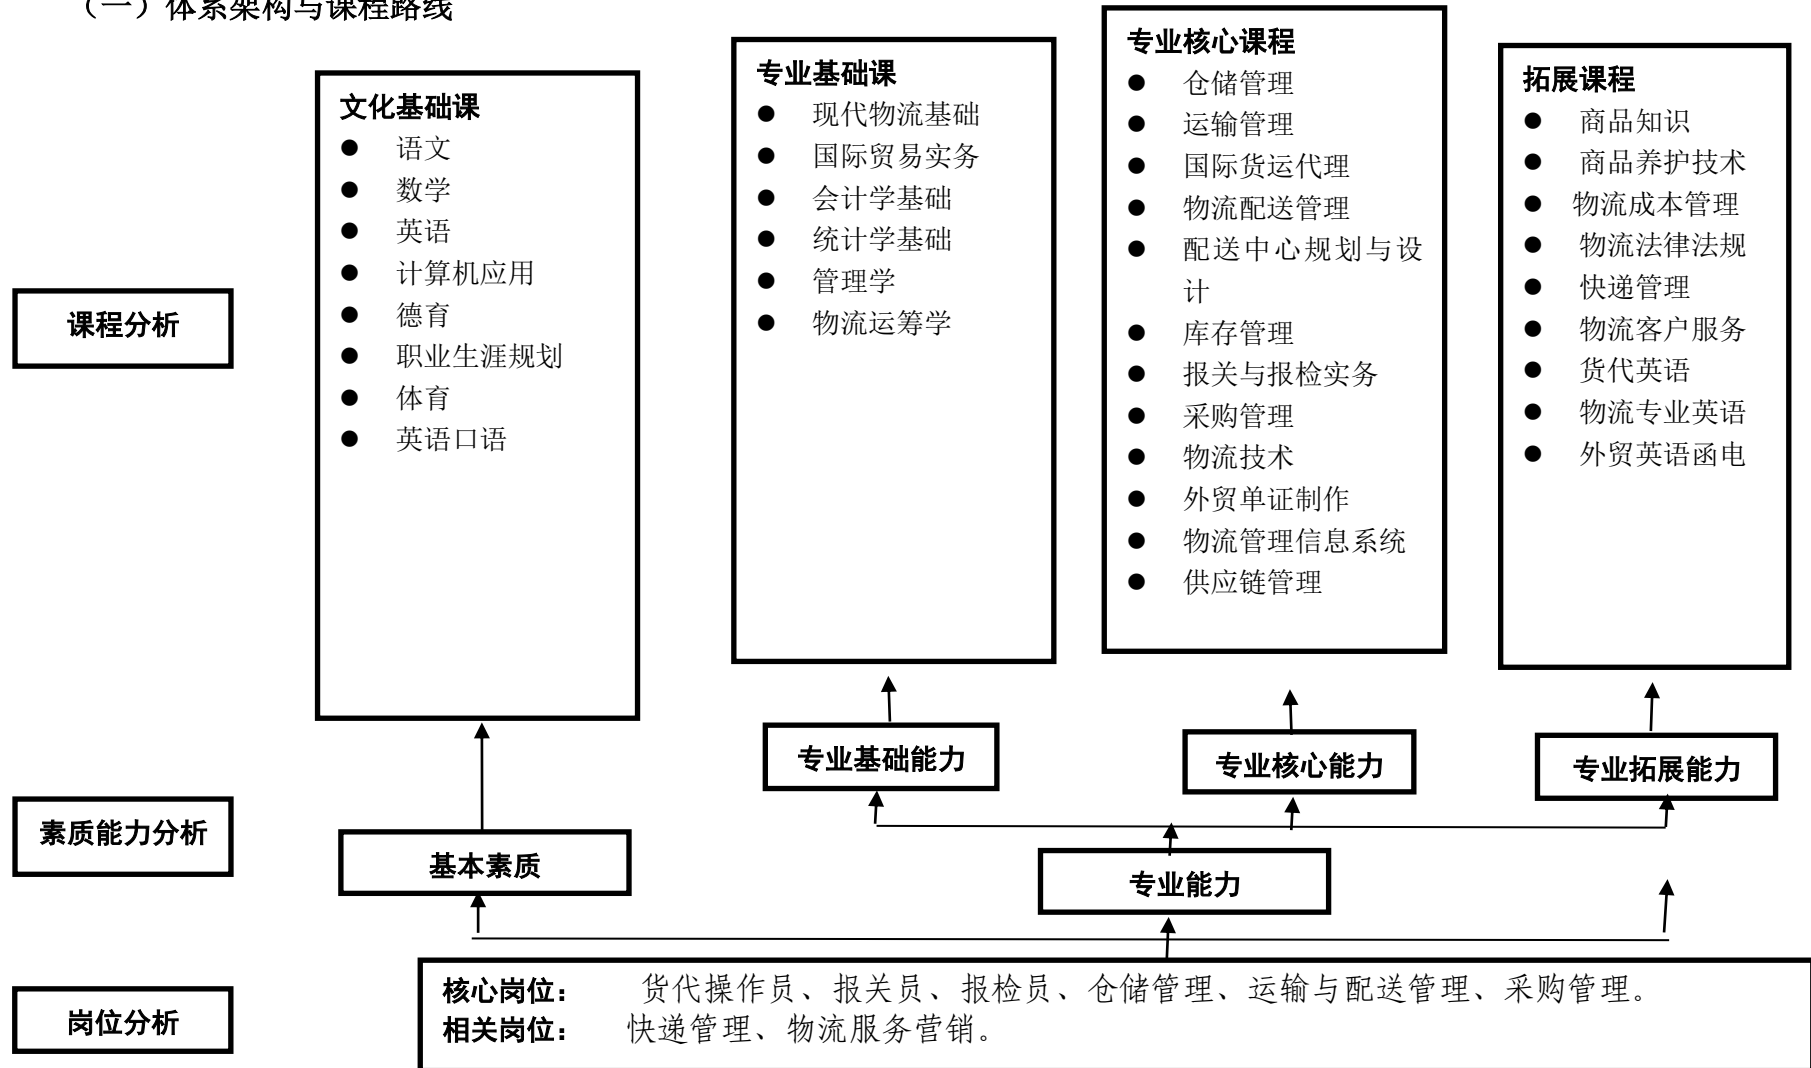 （一）体系架构与课程路线
课程分析
文化基础课
● 语文
● 数学
● 英语
● 计算机应用
● 德育
● 职业生涯规划
● 体育
● 英语口语
专业基础课
● 现代物流基础
● 国际贸易实务
● 会计学基础
● 统计学基础
● 管理学
● 物流运筹学
专业核心课程
● 仓储管理
● 运输管理
● 国际货运代理
● 物流配送管理
● 配送中心规划与设
计
● 库存管理
● 报关与报检实务
● 采购管理
● 物流技术
● 外贸单证制作
● 物流管理信息系统
● 供应链管理
拓展课程
● 商品知识
● 商品养护技术
● 物流成本管理
● 物流法律法规
● 快递管理
● 物流客户服务
● 货代英语
● 物流专业英语
● 外贸英语函电
专业基础能力
专业核心能力
专业拓展能力
素质能力分析
基本素质
专业能力
岗位分析
核心岗位： 货代操作员、报关员、报检员、仓储管理、运输与配送管理、采购管理。
相关岗位： 快递管理、物流服务营销。